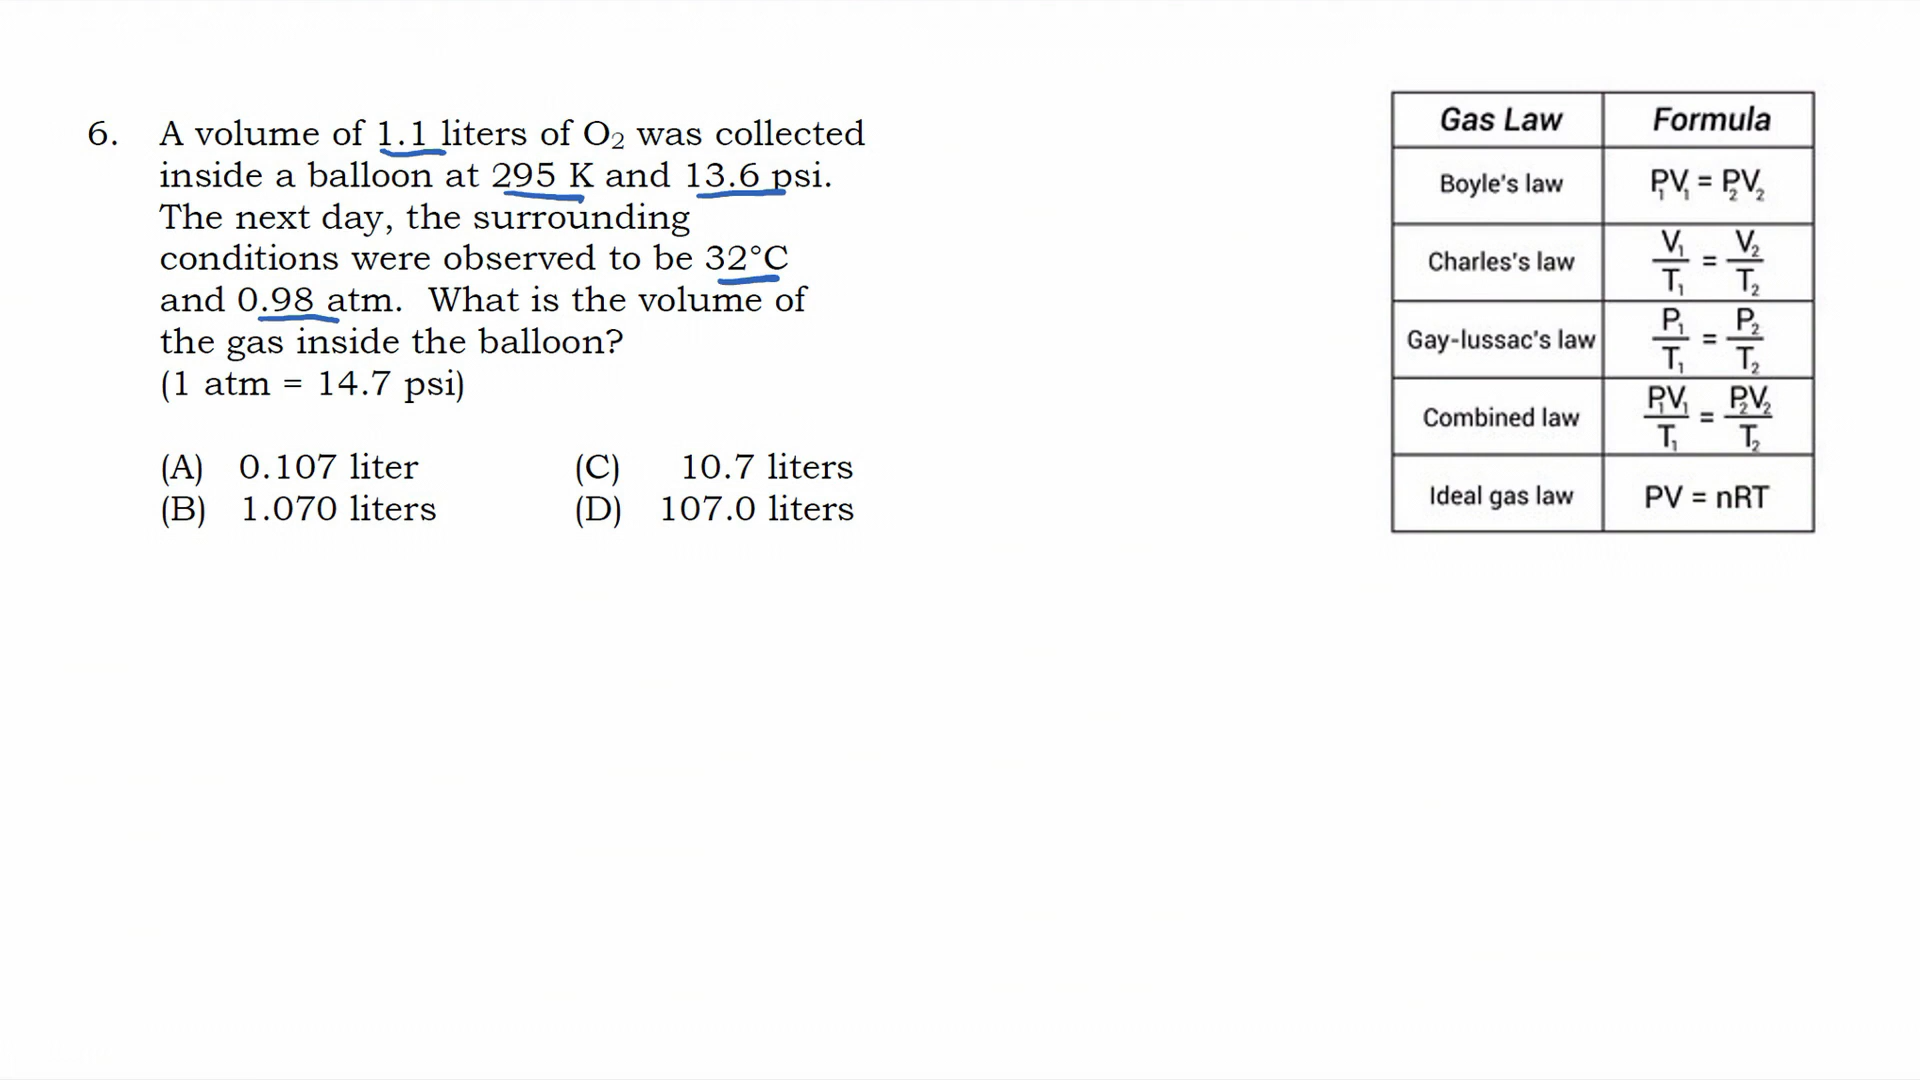 6. A volume of 1.1 liters of O₂ was collected
inside a balloon at 295 K and 13.6 psi.
The next day, the surrounding
conditions were observed to be 32°C
and 0.98 atm. What is the volume of
the gas inside the balloon?
(1 atm = 14.7 psi)
(A) 0.107 liter (C) 10.7 liters
(B) 1.070 liters (D) 107.0 liters
Gas Law Formula
Boyle's law P₁V₁ = P₂V₂
Charles's law V₁/T₁ = V₂/T₂
Gay-lussac's law P₁/T₁ = P₂/T₂
Combined law P₁V₁/T₁ = P₂V₂/T₂
Ideal gas law PV = nRT